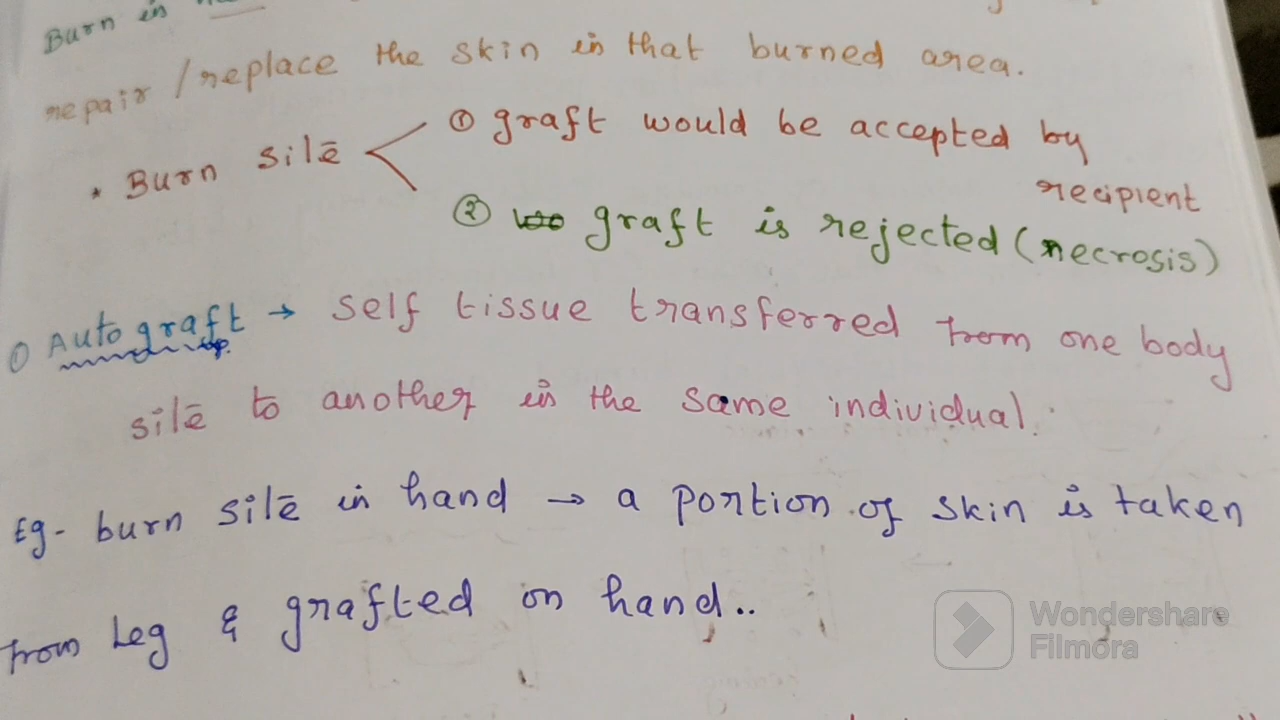 Burn in
repair / replace the skin in that burned area.
* Burn site ① graft would be accepted by
recipient
② graft is rejected (necrosis)
① Autograft → self tissue transferred from one body
site to another in the same individual.
Eg- burn site in hand → a portion of skin is taken
from Leg & grafted on hand..
Wondershare
Filmora